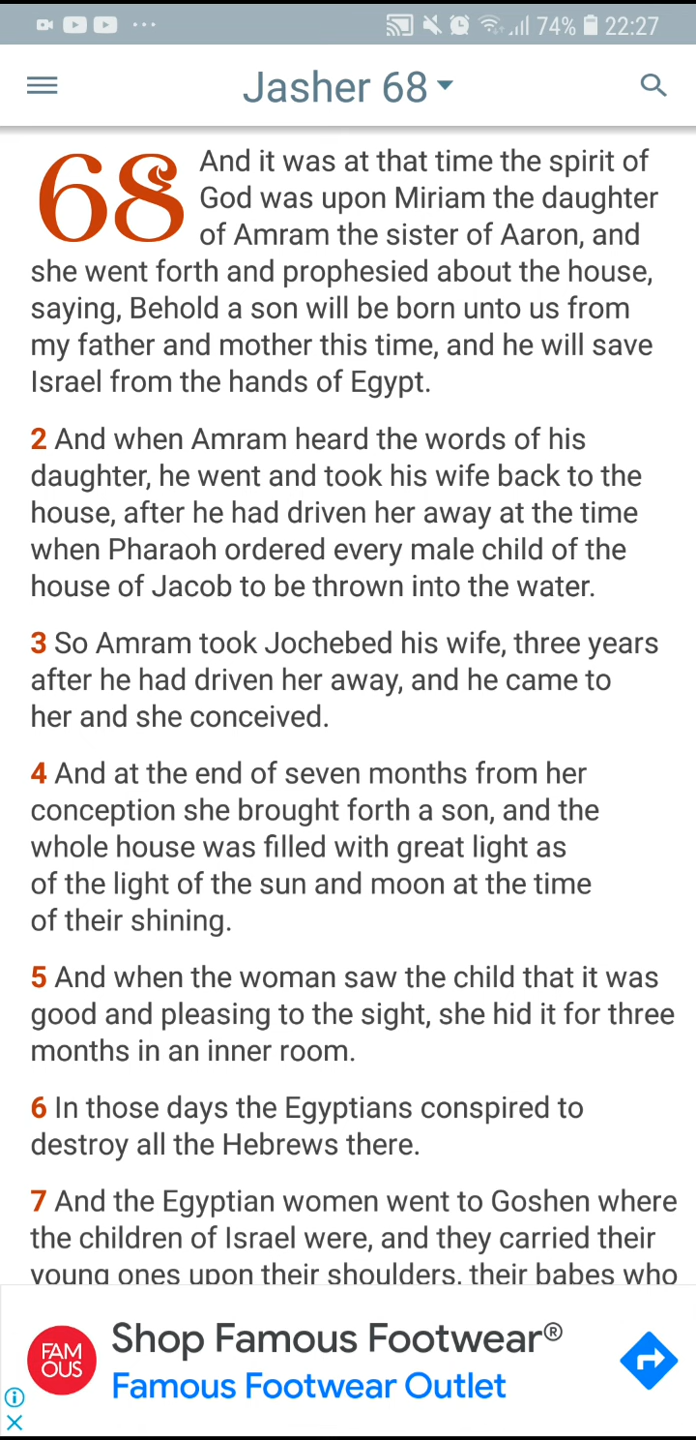 74% 22:27
Jasher 68
68 And it was at that time the spirit of
God was upon Miriam the daughter
of Amram the sister of Aaron, and
she went forth and prophesied about the house,
saying, Behold a son will be born unto us from
my father and mother this time, and he will save
Israel from the hands of Egypt.
2 And when Amram heard the words of his
daughter, he went and took his wife back to the
house, after he had driven her away at the time
when Pharaoh ordered every male child of the
house of Jacob to be thrown into the water.
3 So Amram took Jochebed his wife, three years
after he had driven her away, and he came to
her and she conceived.
4 And at the end of seven months from her
conception she brought forth a son, and the
whole house was filled with great light as
of the light of the sun and moon at the time
of their shining.
5 And when the woman saw the child that it was
good and pleasing to the sight, she hid it for three
months in an inner room.
6 In those days the Egyptians conspired to
destroy all the Hebrews there.
7 And the Egyptian women went to Goshen where
the children of Israel were, and they carried their
young ones upon their shoulders, their babes who
FAM
OUS
Shop Famous Footwear®
Famous Footwear Outlet